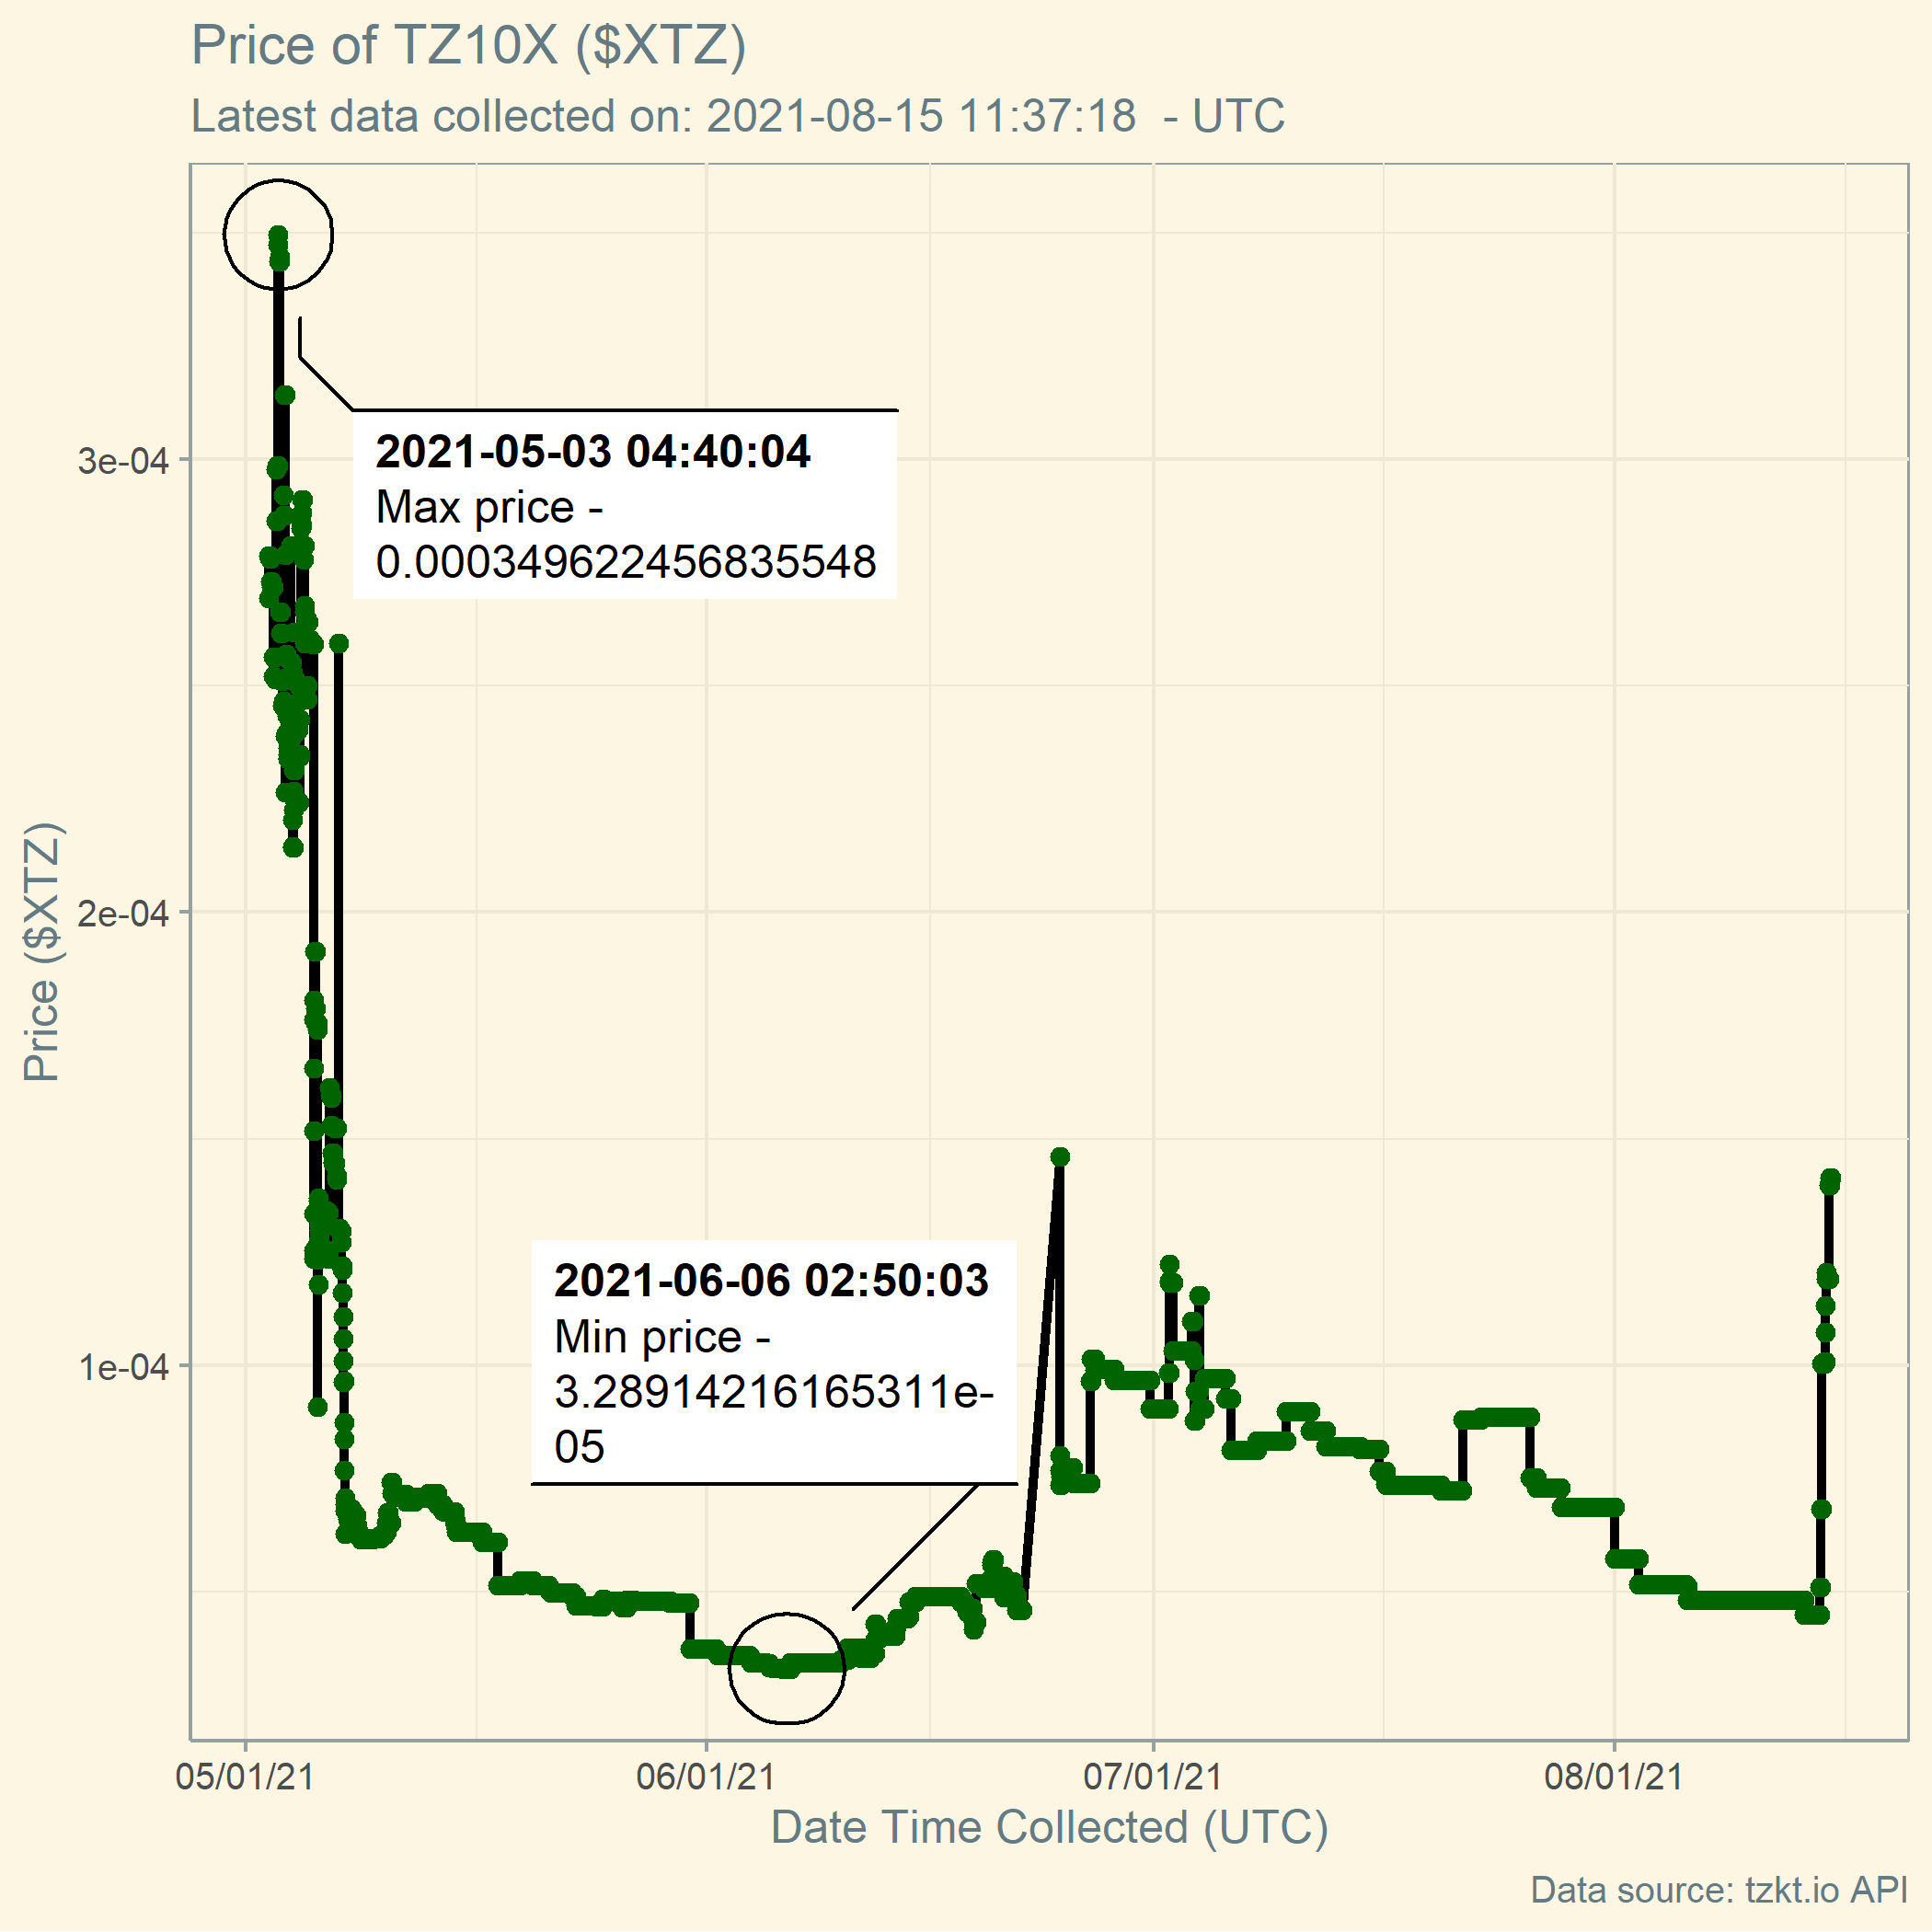 Price of TZ10X ($XTZ)
Latest data collected on: 2021-08-15 11:37:18  - UTC
2021-05-03 04:40:04
Max price -
0.000349622456835548
3e-04
2e-04
1e-04
Price ($XTZ)
2021-06-06 02:50:03
Min price -
3.28914216165311e-
05
05/01/21
06/01/21
07/01/21
08/01/21
Date Time Collected (UTC)
Data source: tzkt.io API